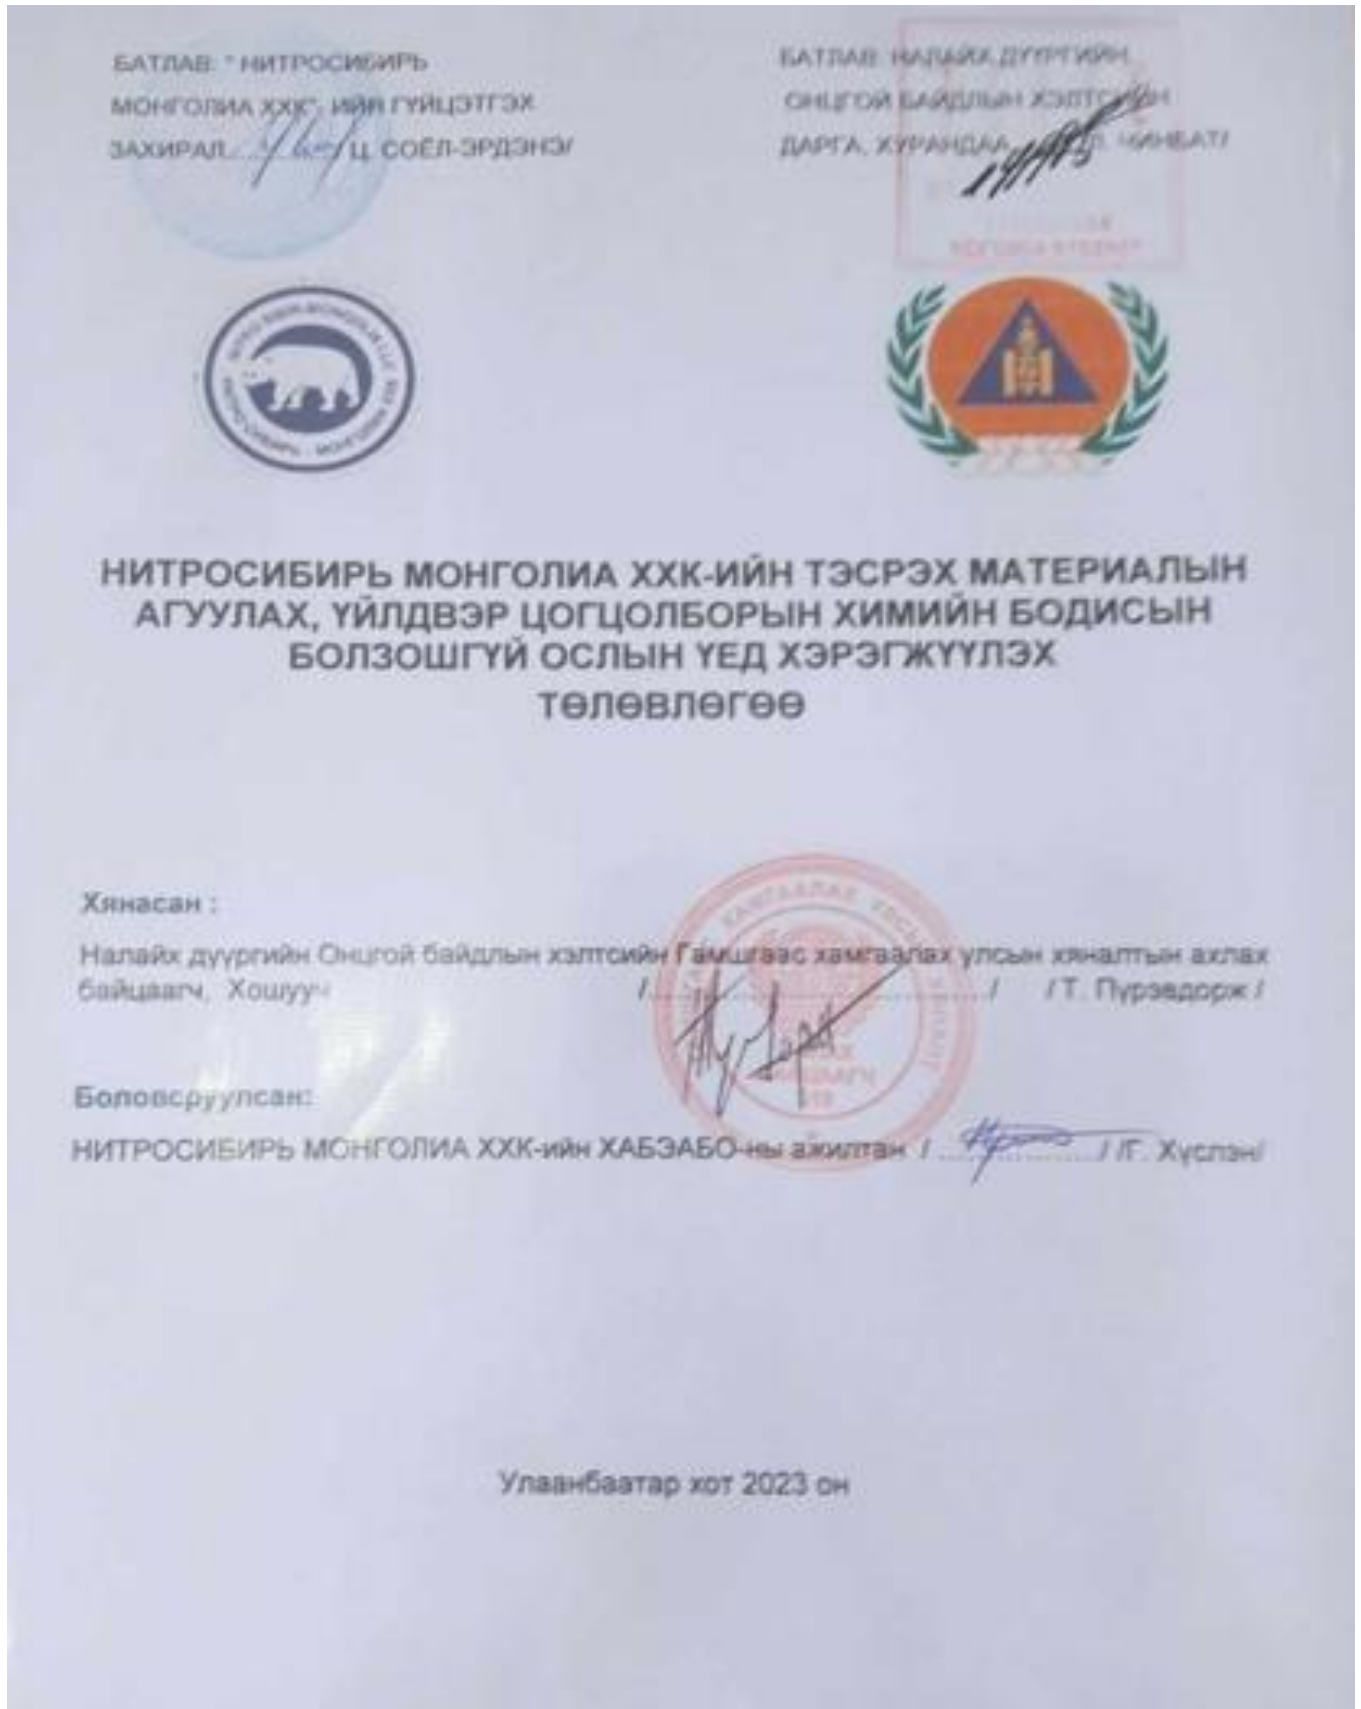 БАТЛАВ: " НИТРОСИБИРЬ
МОНГОЛИА ХХК"- ИЙН ГҮЙЦЭТГЭХ
ЗАХИРАЛ /Ц. СОЁЛ-ЭРДЭНЭ/
БАТЛАВ: НАЛАЙХ ДҮҮРГИЙН
ОНЦГОЙ БАЙДЛЫН ХЭЛТСИЙН
ДАРГА, ХУРАНДАА
НИТРОСИБИРЬ МОНГОЛИА ХХК-ИЙН ТЭСРЭХ МАТЕРИАЛЫН
АГУУЛАХ, ҮЙЛДВЭР ЦОГЦОЛБОРЫН ХИМИЙН БОДИСЫН
БОЛЗОШГҮЙ ОСЛЫН ҮЕД ХЭРЭГЖҮҮЛЭХ
ТӨЛӨВЛӨГӨӨ
Хянасан :
Налайх дүүргийн Онцгой байдлын хэлтсийн Гамшгаас хамгаалах улсын хяналтын ахлах
байцаагч, Хошууч /........................................../ / Т. Пүрэвдорж /
Боловсруулсан:
НИТРОСИБИРЬ МОНГОЛИА ХХК-ийн ХАБЭАБО-ны ажилтан /....................../ /Г. Хүслэн/
Улаанбаатар хот 2023 он